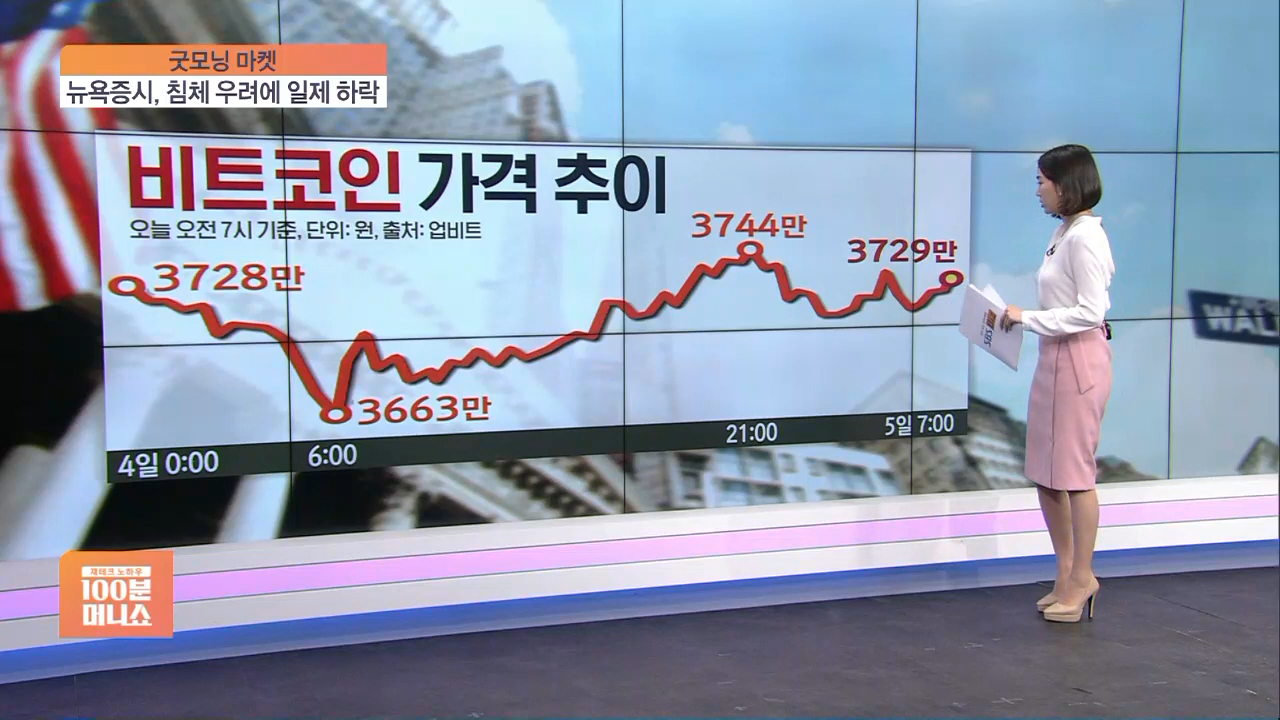 굿모닝 마켓
뉴욕증시, 침체 우려에 일제 하락
비트코인 가격 추이
오늘 오전 7시 기준, 단위: 원, 출처: 업비트
3728만
3663만
3744만
3729만
4일 0:00
6:00
21:00
5일 7:00
WAL
SBS
재테크 노하우
100분
머니쇼